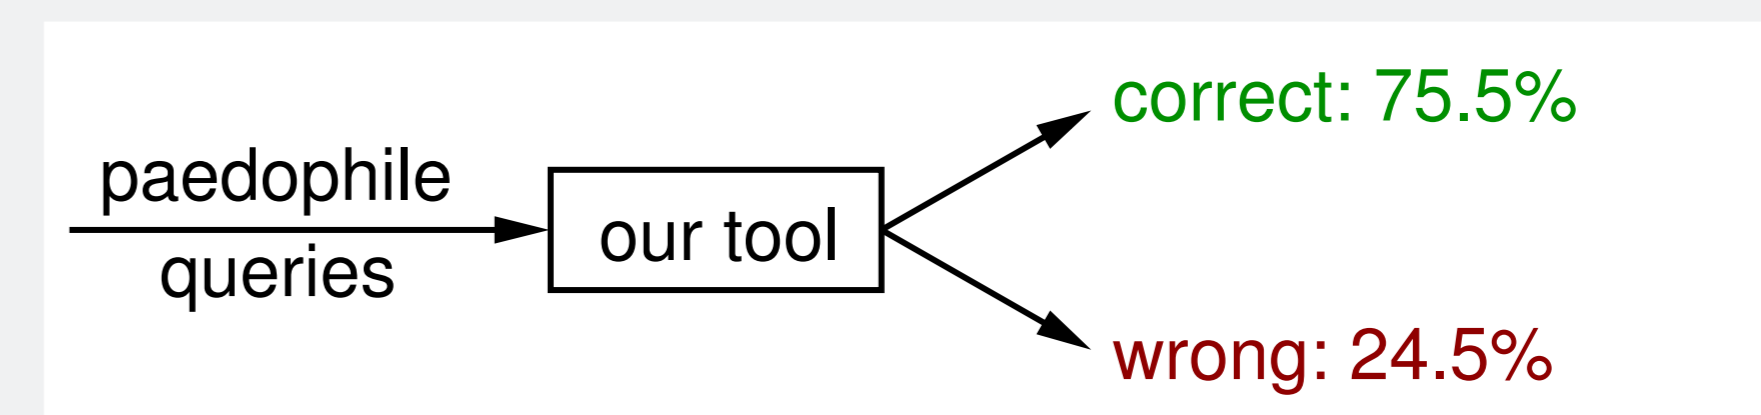 correct: 75.5%
paedophile
queries
our tool
wrong: 24.5%